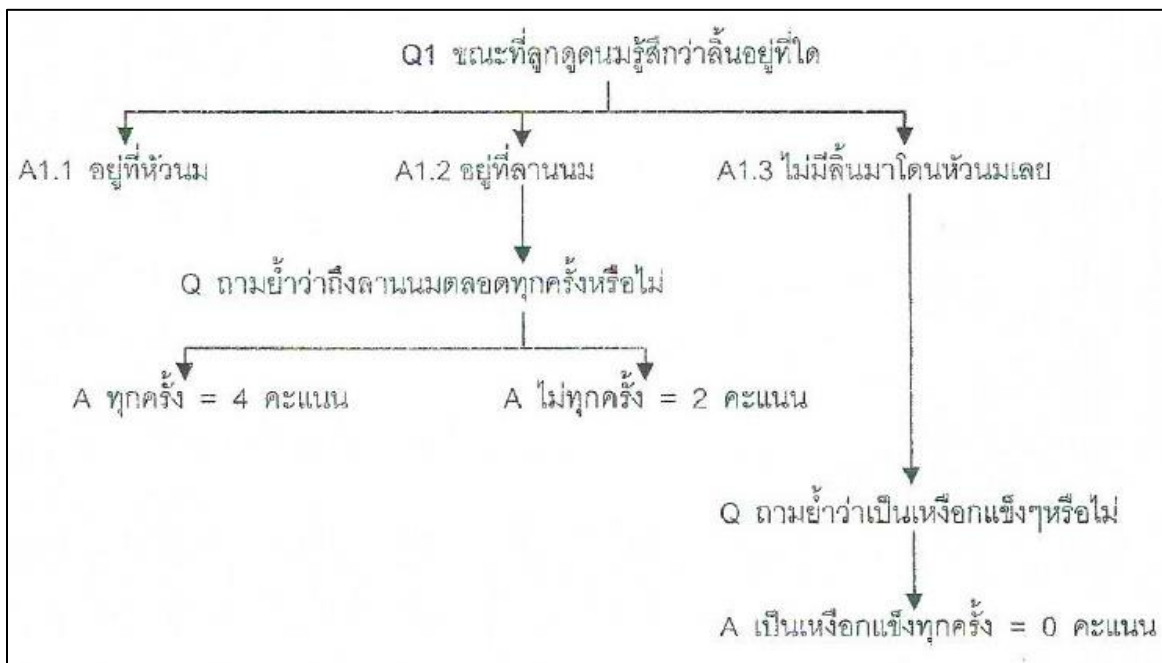 Q1 ขณะที่ลูกดูดนมรู้สึกว่าลิ้นอยู่ที่ใด
A1.1 อยู่ที่หัวนม
A1.2 อยู่ที่ลานนม
A1.3 ไม่มีลิ้นมาโดนหัวนมเลย
Q ถามย้ำว่าถึงลานนมตลอดทุกครั้งหรือไม่
A ทุกครั้ง = 4 คะแนน
A ไม่ทุกครั้ง = 2 คะแนน
Q ถามย้ำว่าเป็นเหงือกแข็งๆหรือไม่
A เป็นเหงือกแข็งทุกครั้ง = 0 คะแนน